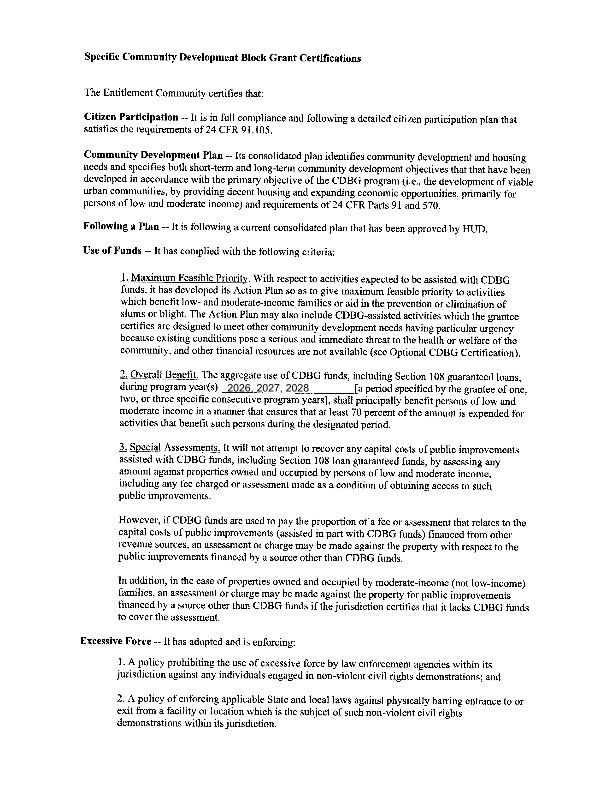 Specific Community Development Block Grant Certifications
The Entitlement Community certifies that:
Citizen Participation -- It is in full compliance and following a detailed citizen participation plan that
satisfies the requirements of 24 CFR 91.105.
Community Development Plan -- Its consolidated plan identifies community development and housing
needs and specifies both short-term and long-term community development objectives that that have been
developed in accordance with the primary objective of the CDBG program (i.e., the development of viable
urban communities, by providing decent housing and expanding economic opportunities, primarily for
persons of low and moderate income) and requirements of 24 CFR Parts 91 and 570.
Following a Plan -- It is following a current consolidated plan that has been approved by HUD.
Use of Funds -- It has complied with the following criteria:
1. Maximum Feasible Priority. With respect to activities expected to be assisted with CDBG
funds, it has developed its Action Plan so as to give maximum feasible priority to activities
which benefit low- and moderate-income families or aid in the prevention or elimination of
slums or blight. The Action Plan may also include CDBG-assisted activities which the grantee
certifies are designed to meet other community development needs having particular urgency
because existing conditions pose a serious and immediate threat to the health or welfare of the
community, and other financial resources are not available (see Optional CDBG Certification).
2. Overall Benefit. The aggregate use of CDBG funds, including Section 108 guaranteed loans,
during program year(s) 2026, 2027, 2028 [a period specified by the grantee of one,
two, or three specific consecutive program years], shall principally benefit persons of low and
moderate income in a manner that ensures that at least 70 percent of the amount is expended for
activities that benefit such persons during the designated period.
3. Special Assessments. It will not attempt to recover any capital costs of public improvements
assisted with CDBG funds, including Section 108 loan guaranteed funds, by assessing any
amount against properties owned and occupied by persons of low and moderate income,
including any fee charged or assessment made as a condition of obtaining access to such
public improvements.
However, if CDBG funds are used to pay the proportion of a fee or assessment that relates to the
capital costs of public improvements (assisted in part with CDBG funds) financed from other
revenue sources, an assessment or charge may be made against the property with respect to the
public improvements financed by a source other than CDBG funds.
In addition, in the case of properties owned and occupied by moderate-income (not low-income)
families, an assessment or charge may be made against the property for public improvements
financed by a source other than CDBG funds if the jurisdiction certifies that it lacks CDBG funds
to cover the assessment.
Excessive Force -- It has adopted and is enforcing:
1. A policy prohibiting the use of excessive force by law enforcement agencies within its
jurisdiction against any individuals engaged in non-violent civil rights demonstrations; and
2. A policy of enforcing applicable State and local laws against physically barring entrance to or
exit from a facility or location which is the subject of such non-violent civil rights
demonstrations within its jurisdiction.